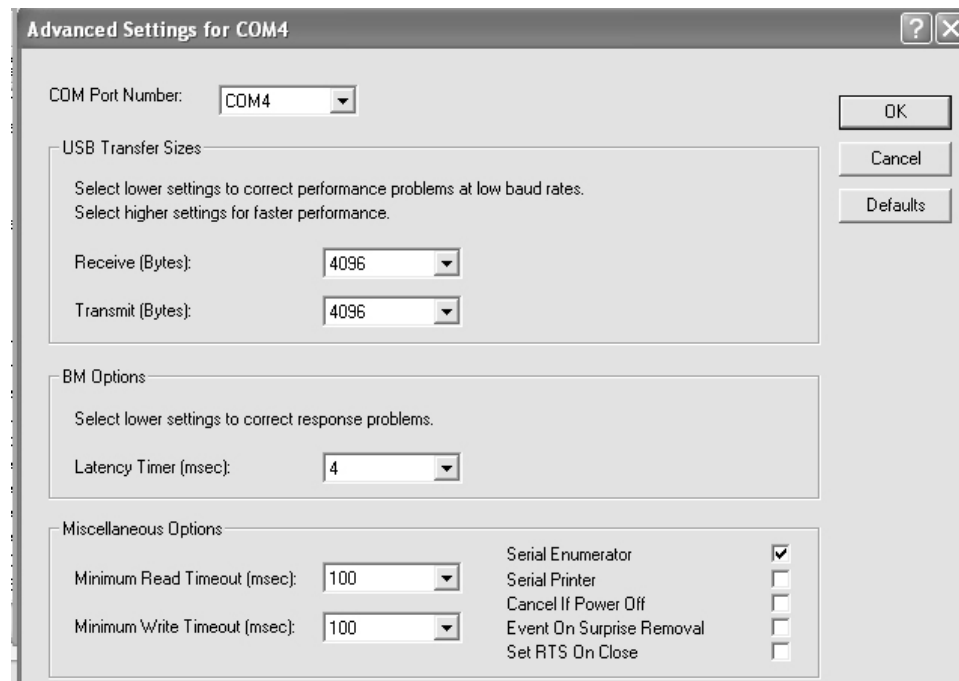 Advanced Settings for COM4
COM Port Number: COM4
OK
Cancel
Defaults
USB Transfer Sizes
Select lower settings to correct performance problems at low baud rates.
Select higher settings for faster performance.
Receive (Bytes): 4096
Transmit (Bytes): 4096
BM Options
Select lower settings to correct response problems.
Latency Timer (msec): 4
Miscellaneous Options
Minimum Read Timeout (msec): 100
Minimum Write Timeout (msec): 100
Serial Enumerator
Serial Printer
Cancel If Power Off
Event On Surprise Removal
Set RTS On Close